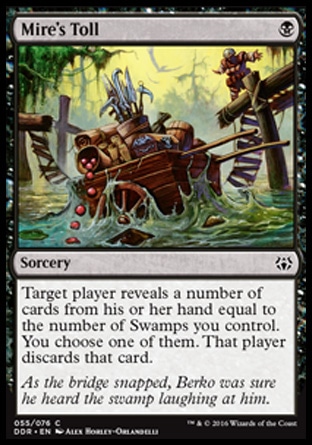 Mire's Toll
Sorcery
Target player reveals a number of
cards from his or her hand equal to
the number of Swamps you control.
You choose one of them. That player
discards that card.
As the bridge snapped, Berko was sure
he heard the swamp laughing at him.
055/076 C
DDR • EN Alex Horley-Orlandelli
™ & © 2016 Wizards of the Coast